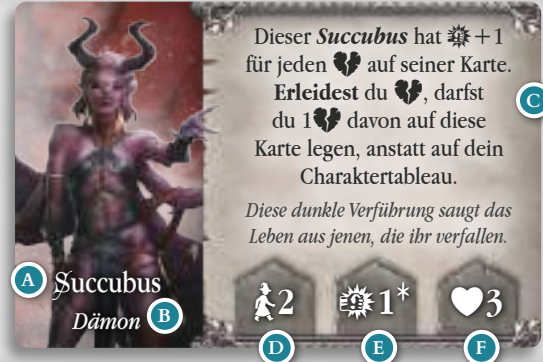 Dieser Succubus hat +1
für jeden auf seiner Karte.
Erleidest du , darfst
du 1 davon auf diese
Karte legen, anstatt auf dein
Charaktertableau.
Diese dunkle Verführung saugt das
Leben aus jenen, die ihr verfallen.
C
A Succubus
Dämon B
2
1*
3
D
E
F